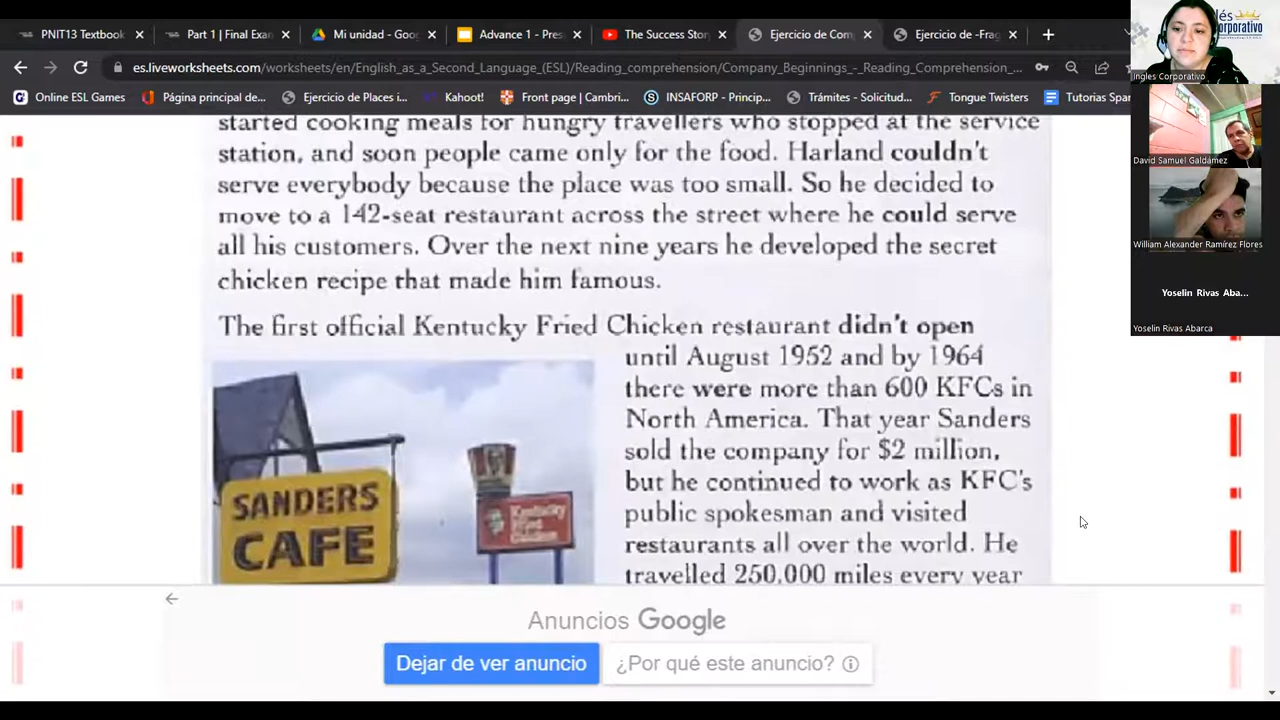 PNIT13 Textbook
Part 1 | Final Exa
Mi unidad - Goo
Advance 1 : Pres
The Success Stor
Ejercicio de Com
Ejercicio de -Frag
es.liveworksheets.com/worksheets/en/English_as_a_Second_Language_(ESL)/Reading_comprehension/Company_Beginnings_-_Reading_Comprehension_...
Online ESL Games
Página principal de...
Ejercicio de Places i...
Kahoot!
Front page | Cambri...
INSAFORP - Princip...
Trámites - Solicitud...
Tongue Twisters
Tutorias Spar
started cooking meals for hungry travellers who stopped at the service
station, and soon people came only for the food. Harland couldn't
serve everybody because the place was too small. So he decided to
move to a 142-seat restaurant across the street where he could serve
all his customers. Over the next nine years he developed the secret
chicken recipe that made him famous.
The first official Kentucky Fried Chicken restaurant didn't open
until August 1952 and by 1964
there were more than 600 KFCs in
North America. That year Sanders
sold the company for $2 million,
but he continued to work as KFC's
public spokesman and visited
restaurants all over the world. He
travelled 250,000 miles every year
SANDERS
CAFE
Kentucky
Fried
Chicken
Anuncios Google
Dejar de ver anuncio
¿Por qué este anuncio?
Ingles Corporativo
David Samuel Galdámez
William Alexander Ramírez Flores
Yoselin Rivas Aba...
Yoselin Rivas Abarca